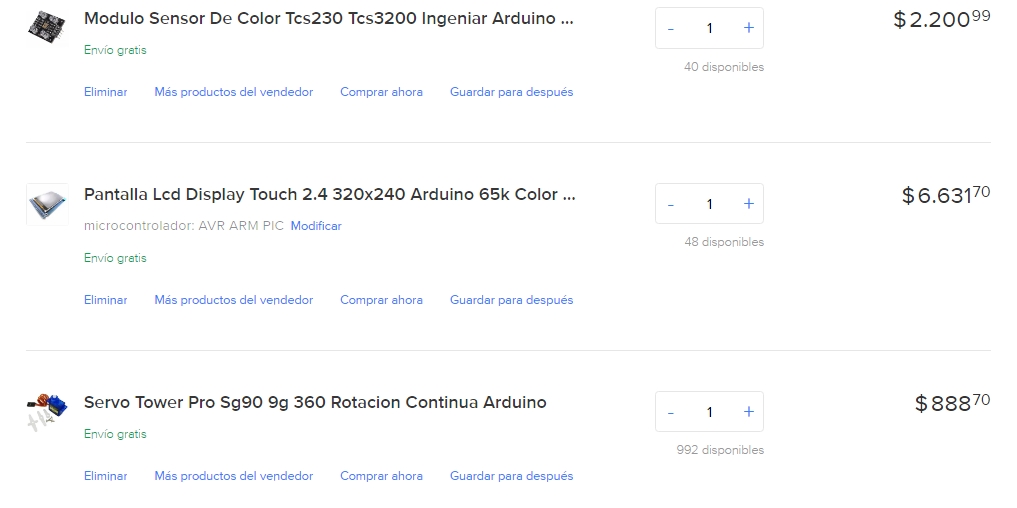 Modulo Sensor De Color Tcs230 Tcs3200 Ingeniar Arduino ...
- 1 +
$ 2.200 99
Envío gratis
40 disponibles
Eliminar Más productos del vendedor Comprar ahora Guardar para después
Pantalla Lcd Display Touch 2.4 320x240 Arduino 65k Color ...
- 1 +
$ 6.631 70
microcontrolador: AVR ARM PIC Modificar
48 disponibles
Envío gratis
Eliminar Más productos del vendedor Comprar ahora Guardar para después
Servo Tower Pro Sg90 9g 360 Rotacion Continua Arduino
- 1 +
$ 888 70
Envío gratis
992 disponibles
Eliminar Más productos del vendedor Comprar ahora Guardar para después